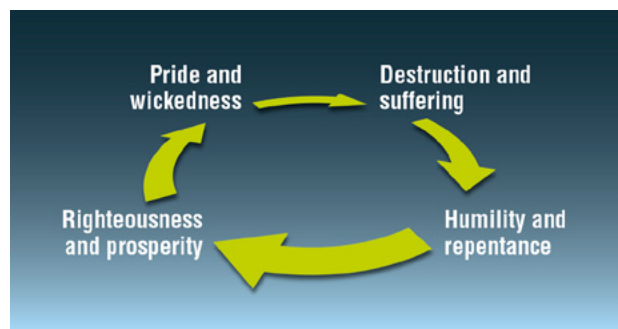 Pride and
wickedness
Destruction and
suffering
Righteousness
and prosperity
Humility and
repentance